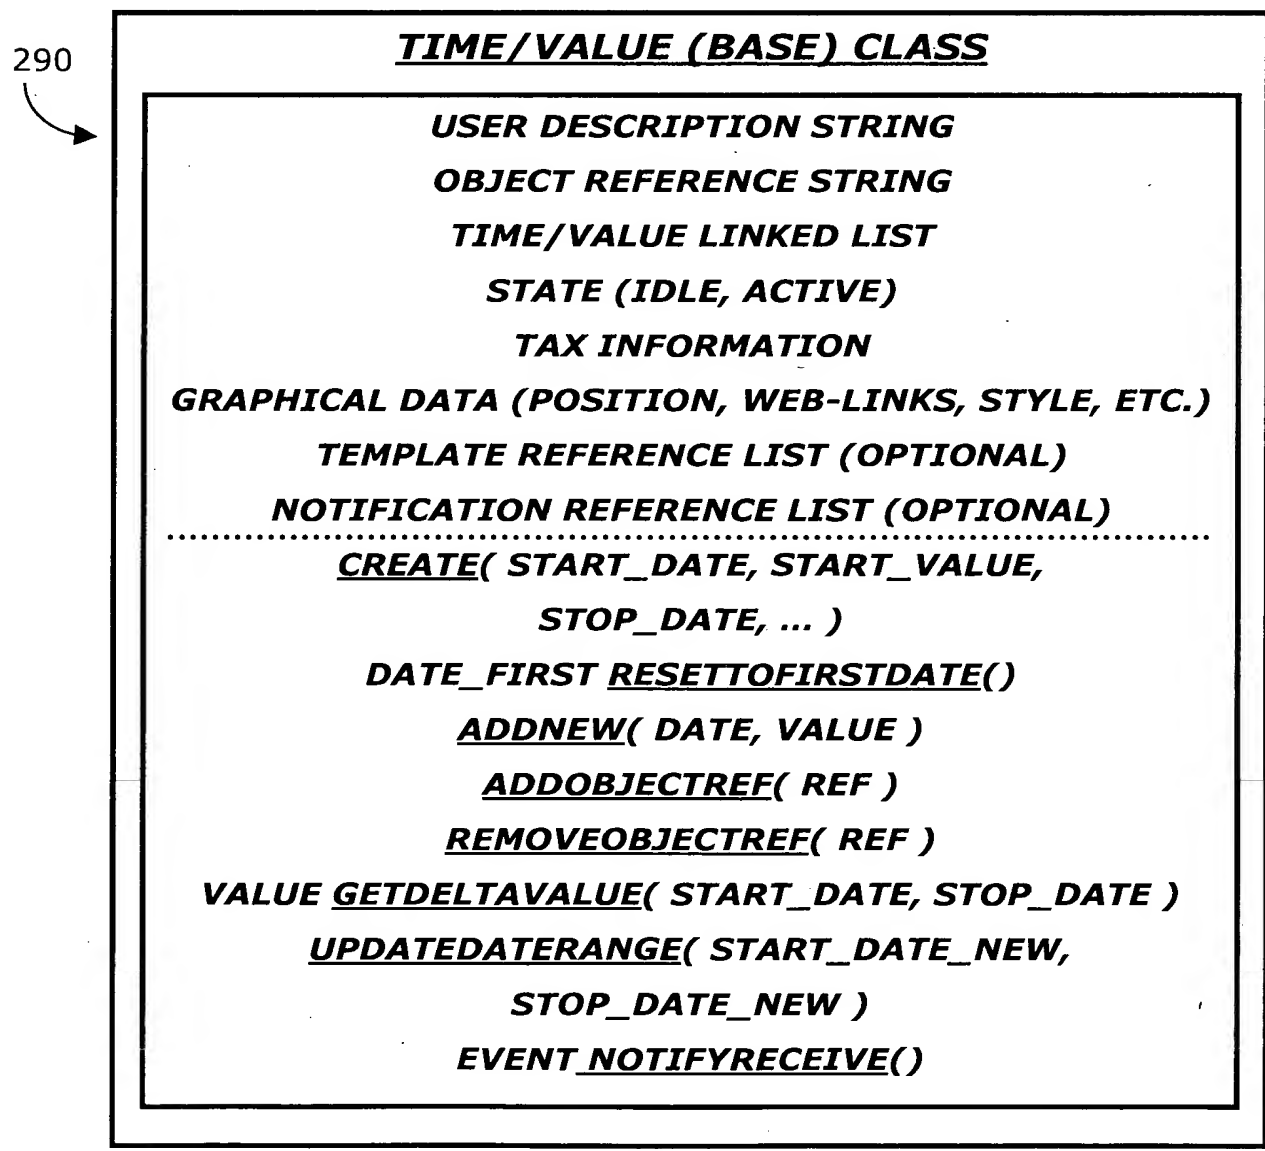 290
TIME/VALUE (BASE) CLASS
USER DESCRIPTION STRING
OBJECT REFERENCE STRING
TIME/VALUE LINKED LIST
STATE (IDLE, ACTIVE)
TAX INFORMATION
GRAPHICAL DATA (POSITION, WEB-LINKS, STYLE, ETC.)
TEMPLATE REFERENCE LIST (OPTIONAL)
NOTIFICATION REFERENCE LIST (OPTIONAL)
CREATE( START_DATE, START_VALUE,
STOP_DATE, ... )
DATE_FIRST RESETTOFIRSTDATE()
ADDNEW( DATE, VALUE )
ADDOBJECTREF( REF )
REMOVEOBJECTREF( REF )
VALUE GETDELTAVALUE( START_DATE, STOP_DATE )
UPDATEDATERANGE( START_DATE_NEW,
STOP_DATE_NEW )
EVENT NOTIFYRECEIVE()